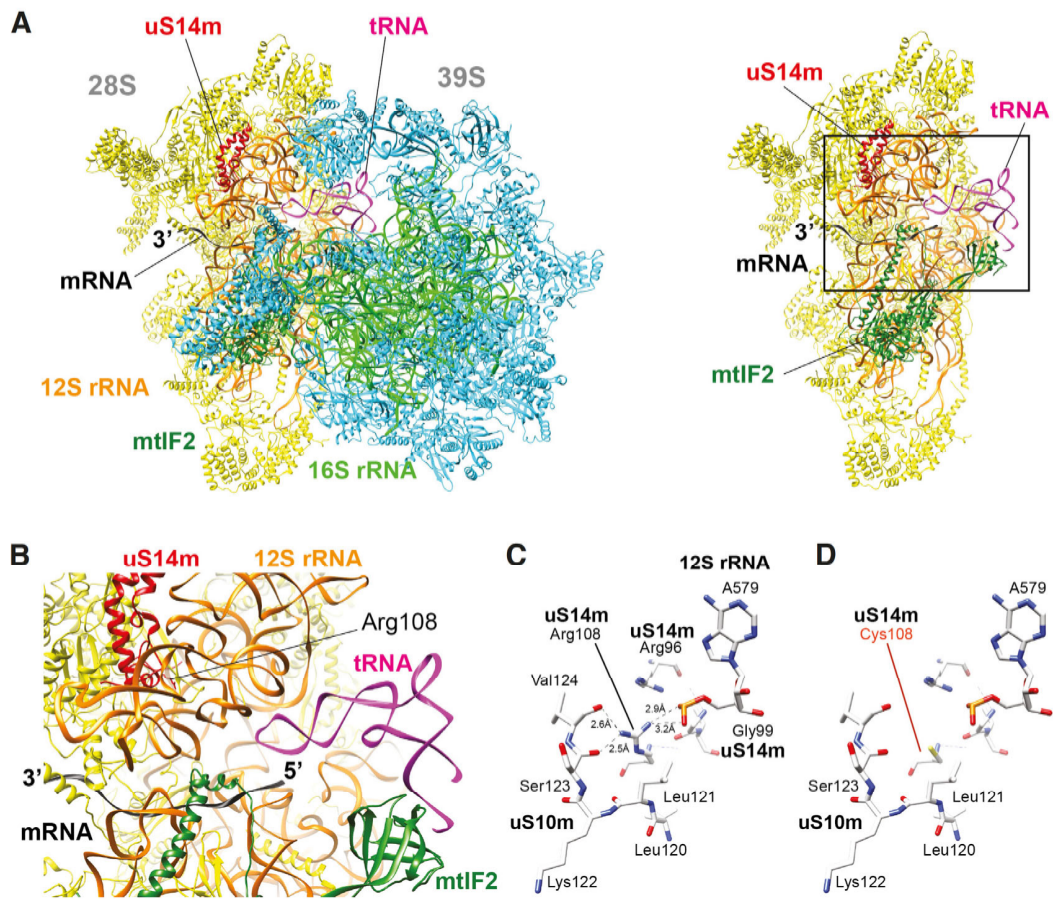 A
uS14m
tRNA
28S
39S
3’
mRNA
12S rRNA
mtIF2
16S rRNA
uS14m
tRNA
3’
mRNA
mtIF2
B
uS14m
12S rRNA
Arg108
tRNA
5’
3’
mRNA
mtIF2
C
12S rRNA
A579
uS14m
Arg108
uS14m
Arg96
Val124
2.6Å
2.9Å
3.2Å
2.5Å
Gly99
uS14m
Ser123
Leu121
uS10m
Leu120
Lys122
D
A579
uS14m
Cys108
Val124
Ser123
Leu121
uS10m
Leu120
Lys122